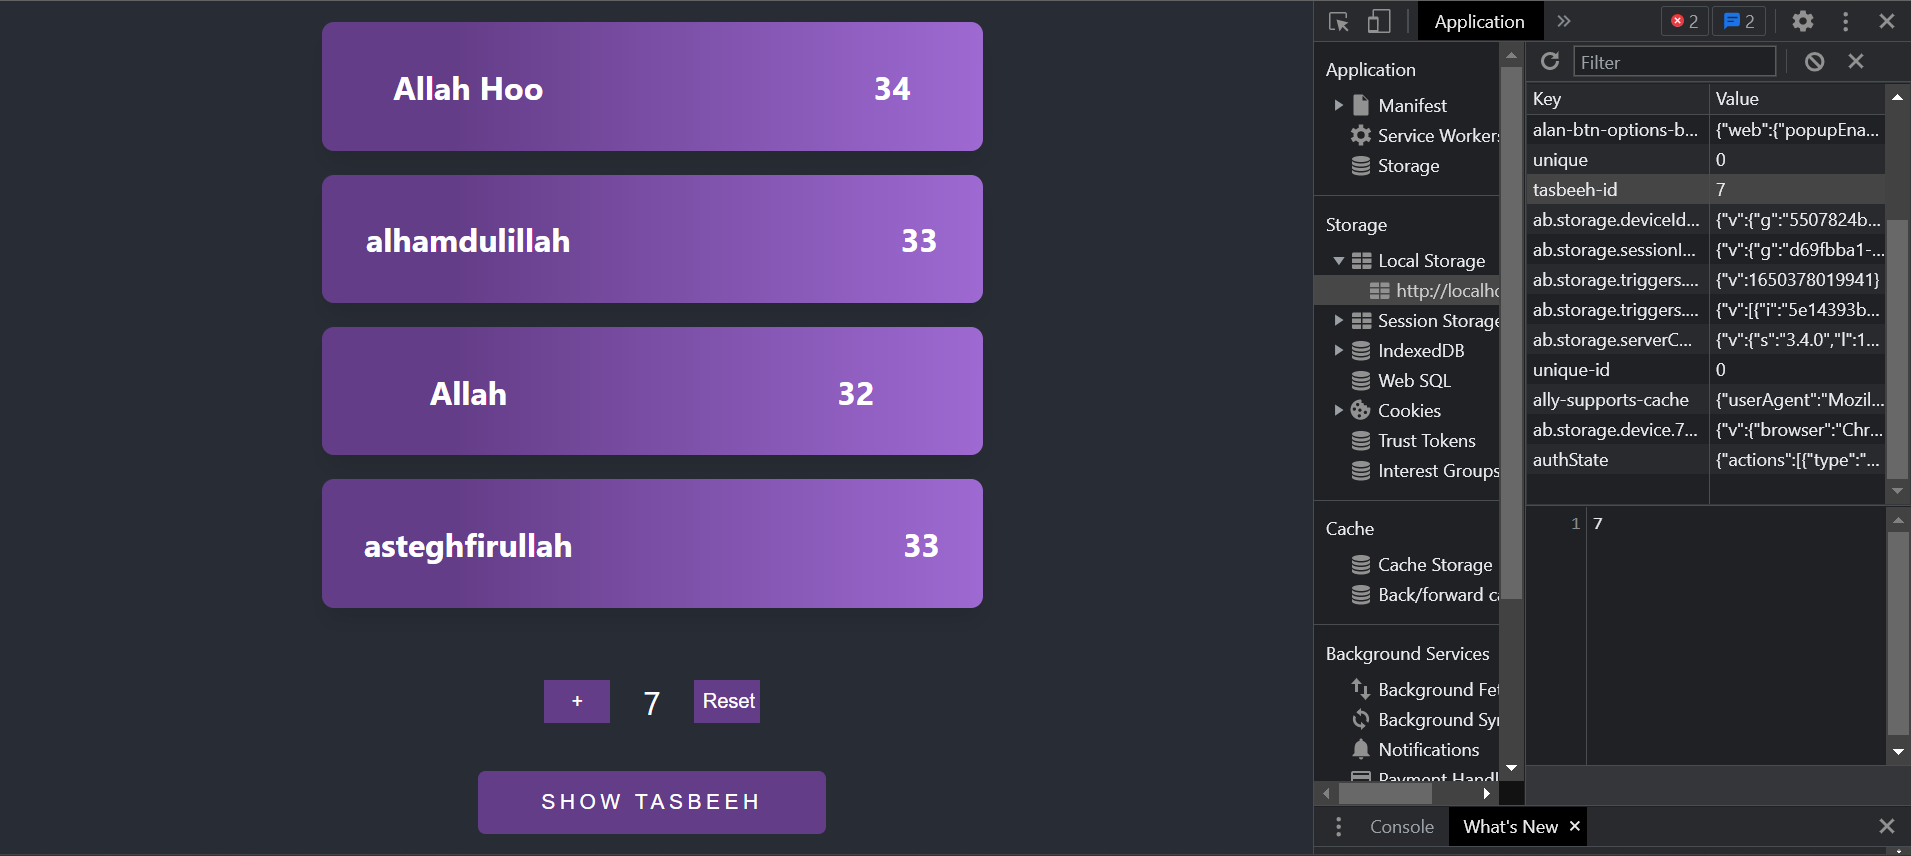 Allah Hoo 34
alhamdulillah 33
Allah 32
asteghfirullah 33
+ 7 Reset
SHOW TASBEEH
Application
2
2
Application
Manifest
Service Workers
Storage
Storage
Local Storage
http://localho
Session Storage
IndexedDB
Web SQL
Cookies
Trust Tokens
Interest Groups
Cache
Cache Storage
Back/forward ca
Background Services
Background Fet
Background Syn
Notifications
Payment Handl
Filter
Key Value
alan-btn-options-b... {"web":{"popupEna...
unique 0
tasbeeh-id 7
ab.storage.deviceId... {"v":{"g":"5507824b...
ab.storage.sessionI... {"v":{"g":"d69fbba1-...
ab.storage.triggers.... {"v":1650378019941}
ab.storage.triggers.... {"v":[{"i":"5e14393b...
ab.storage.serverC... {"v":{"s":"3.4.0","l":1...
unique-id 0
ally-supports-cache {"userAgent":"Mozil...
ab.storage.device.7... {"v":{"browser":"Chr...
authState {"actions":[{"type":"...
1 7
Console What's New